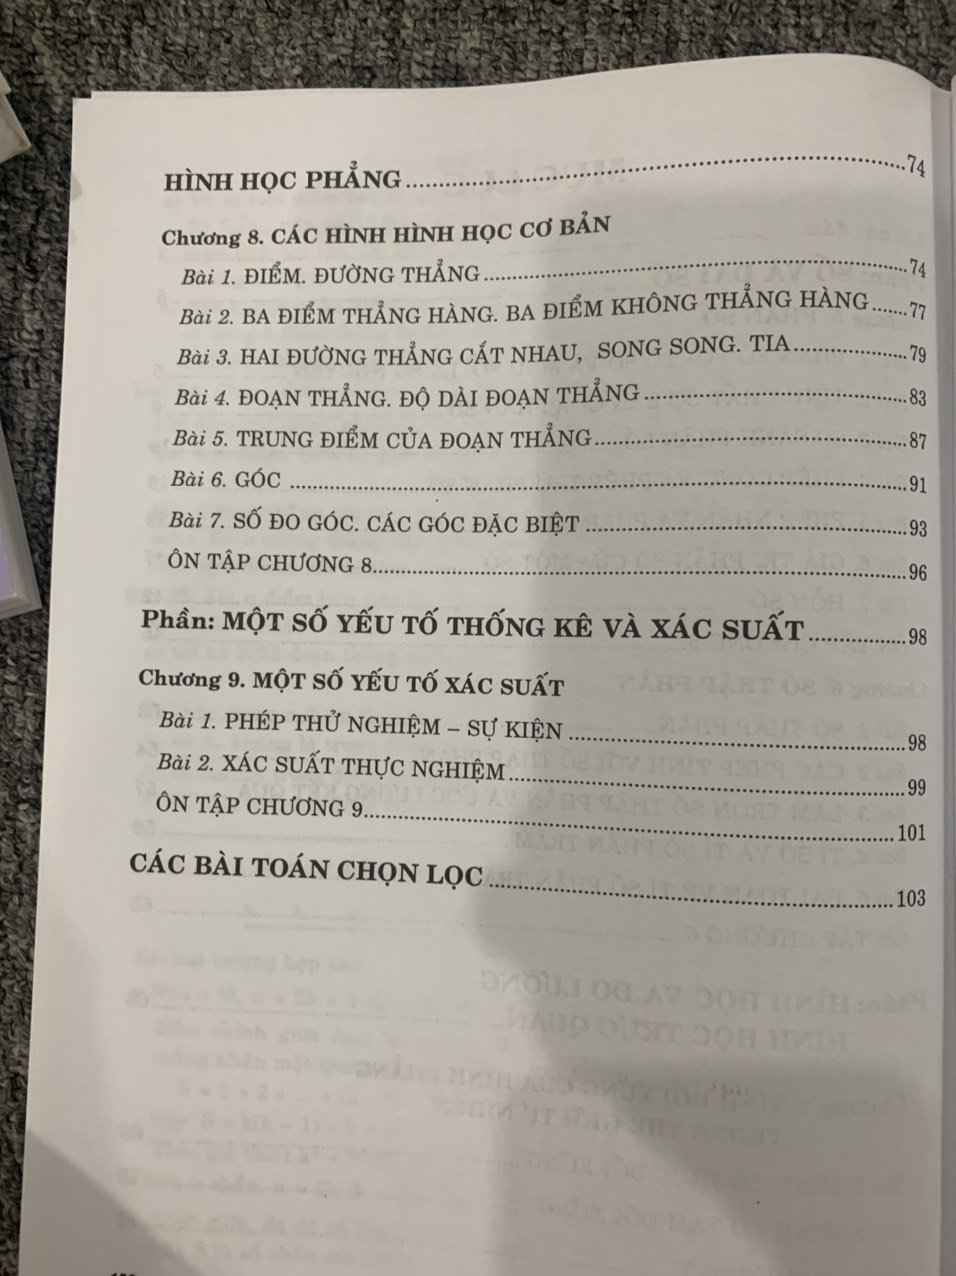 HÌNH HỌC PHẲNG ........ 74
Chương 8. CÁC HÌNH HÌNH HỌC CƠ BẢN
Bài 1. ĐIỂM. ĐƯỜNG THẲNG ........ 74
Bài 2. BA ĐIỂM THẲNG HÀNG. BA ĐIỂM KHÔNG THẲNG HÀNG ....... 77
Bài 3. HAI ĐƯỜNG THẲNG CẮT NHAU, SONG SONG. TIA ........ 79
Bài 4. ĐOẠN THẲNG. ĐỘ DÀI ĐOẠN THẲNG ........ 83
Bài 5. TRUNG ĐIỂM CỦA ĐOẠN THẲNG ........ 87
Bài 6. GÓC ........ 91
Bài 7. SỐ ĐO GÓC. CÁC GÓC ĐẶC BIỆT ........ 93
ÔN TẬP CHƯƠNG 8 ........ 96
Phần: MỘT SỐ YẾU TỐ THỐNG KÊ VÀ XÁC SUẤT ........ 98
Chương 9. MỘT SỐ YẾU TỐ XÁC SUẤT
Bài 1. PHÉP THỬ NGHIỆM – SỰ KIỆN ........ 98
Bài 2. XÁC SUẤT THỰC NGHIỆM ........ 99
ÔN TẬP CHƯƠNG 9 ........ 101
CÁC BÀI TOÁN CHỌN LỌC ........ 103